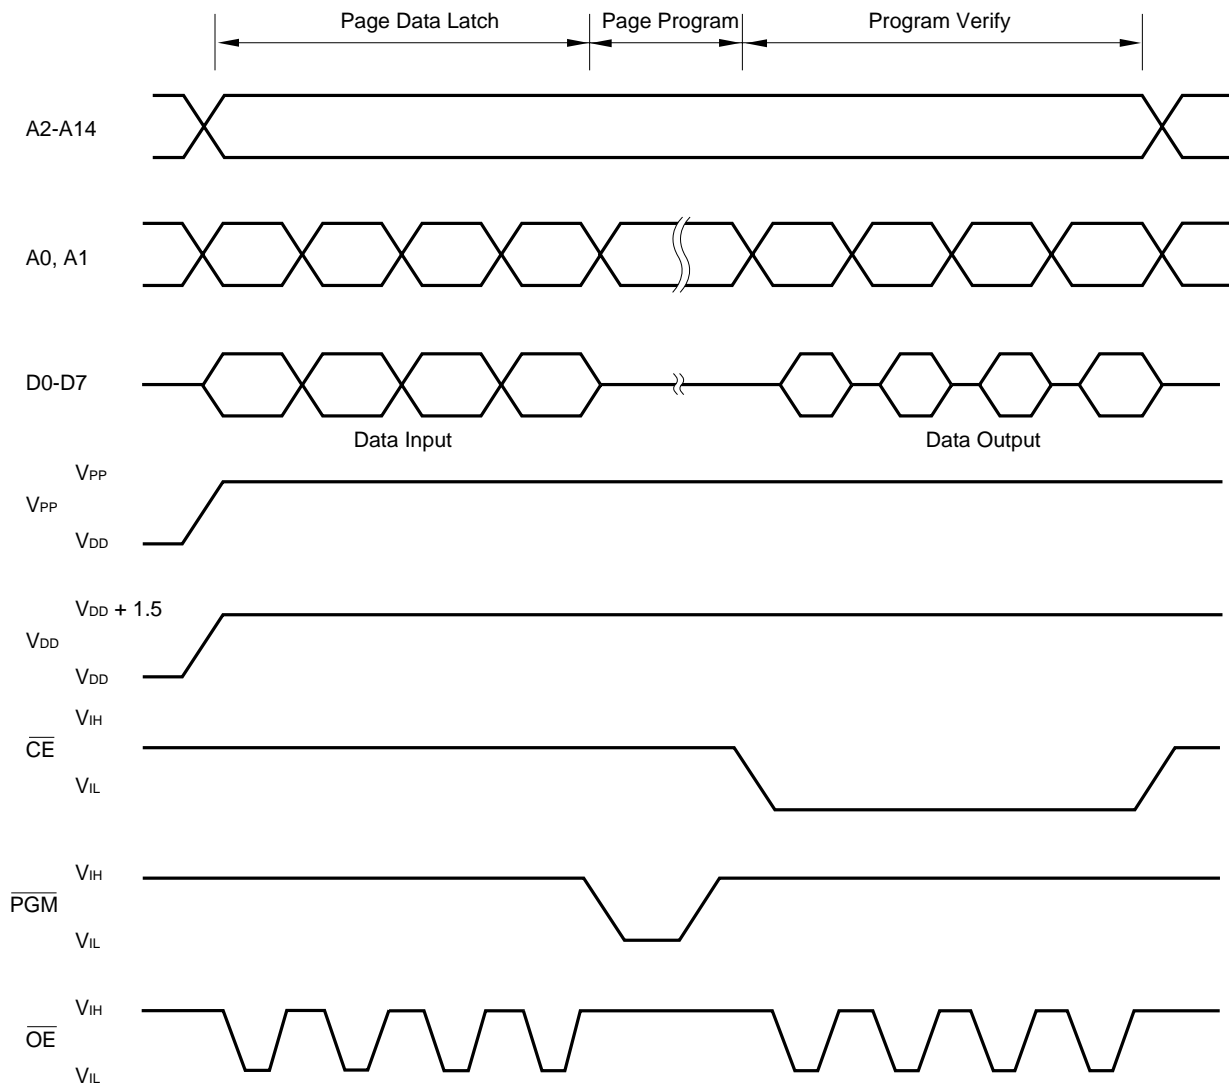 Page Data Latch Page Program Program Verify
A2-A14
A0, A1
D0-D7
Data Input Data Output
VPP
VPP
VDD
VDD + 1.5
VDD
VDD
VIH
CE
VIL
VIH
PGM
VIL
VIH
OE
VIL